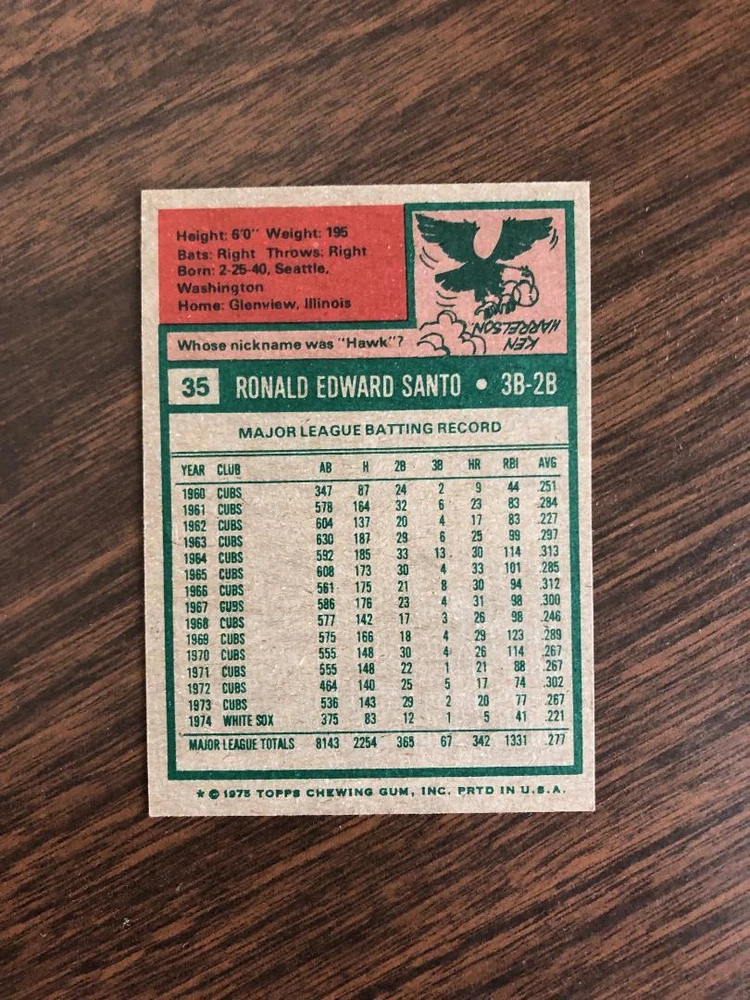 Height: 6'0" Weight: 195
Bats: Right Throws: Right
Born: 2-25-40, Seattle,
Washington
Home: Glenview, Illinois
KEN
HARRELSON
Whose nickname was "Hawk"?
35 RONALD EDWARD SANTO • 3B-2B
MAJOR LEAGUE BATTING RECORD
YEAR CLUB AB H 2B 3B HR RBI AVG
1960 CUBS 347 87 24 2 9 44 .251
1961 CUBS 578 164 32 6 23 83 .284
1962 CUBS 604 137 20 4 17 83 .227
1963 CUBS 630 187 29 6 25 99 .297
1964 CUBS 592 185 33 13 30 114 .313
1965 CUBS 608 173 30 4 33 101 .285
1966 CUBS 561 175 21 8 30 94 .312
1967 CUBS 586 176 23 4 31 98 .300
1968 CUBS 577 142 17 3 26 98 .246
1969 CUBS 575 166 18 4 29 123 .289
1970 CUBS 555 148 30 4 26 114 .267
1971 CUBS 555 148 22 1 21 88 .267
1972 CUBS 464 140 25 5 17 74 .302
1973 CUBS 536 143 29 2 20 77 .267
1974 WHITE SOX 375 83 12 1 5 41 .221
MAJOR LEAGUE TOTALS 8143 2254 365 67 342 1331 .277
* © 1975 TOPPS CHEWING GUM, INC. PRTD IN U.S.A.